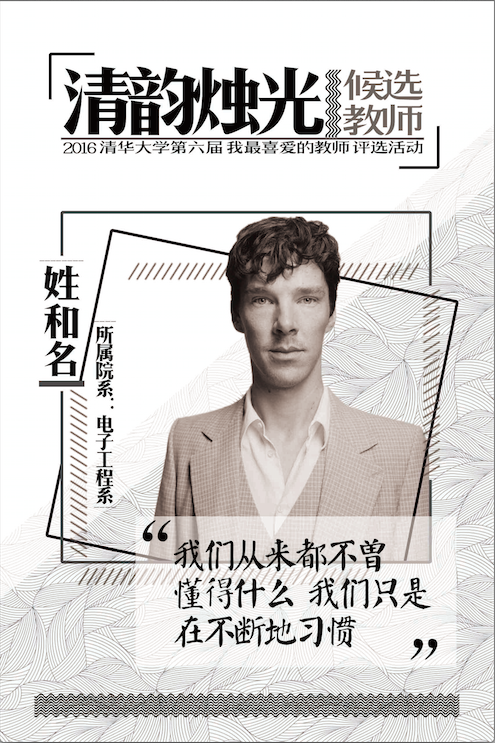 清韵烛光
候选
教师
2016 清华大学第六届 我最喜爱的教师 评选活动
姓和名
所属院系：电子工程系
“我们从来都不曾
懂得什么 我们只是
在不断地习惯”